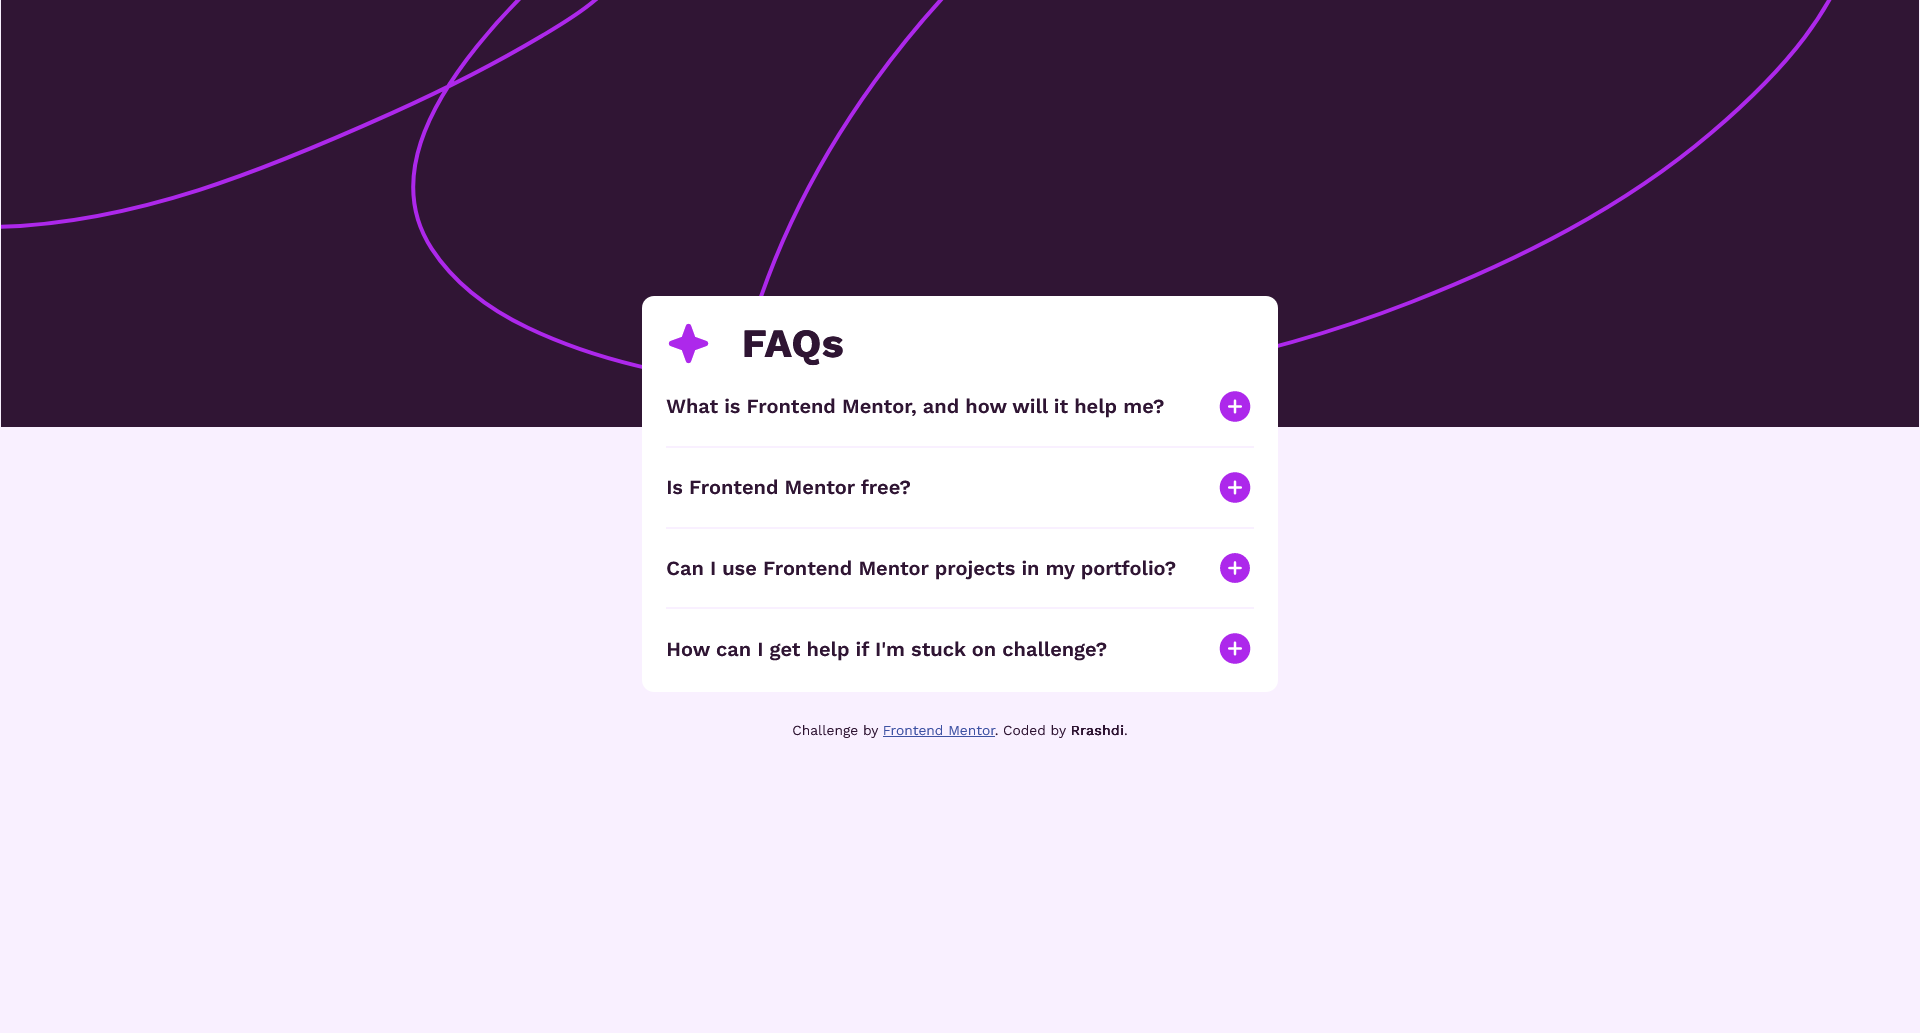 FAQs
What is Frontend Mentor, and how will it help me?
Is Frontend Mentor free?
Can I use Frontend Mentor projects in my portfolio?
How can I get help if I'm stuck on challenge?
Challenge by Frontend Mentor. Coded by Rrashdi.